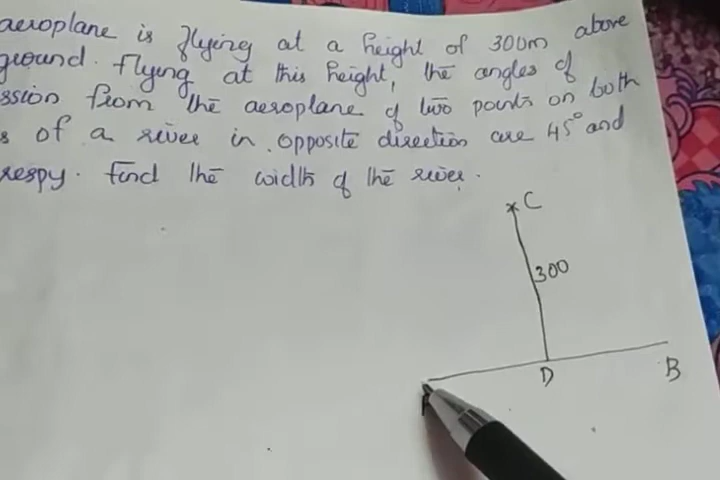 aeroplane is flying at a height of 300m above
ground. Flying at this height, the angles of
ssion from the aeroplane of two points on both
s of a river in opposite direction are 45° and
respy. Find the width of the river.
C
300
D
B